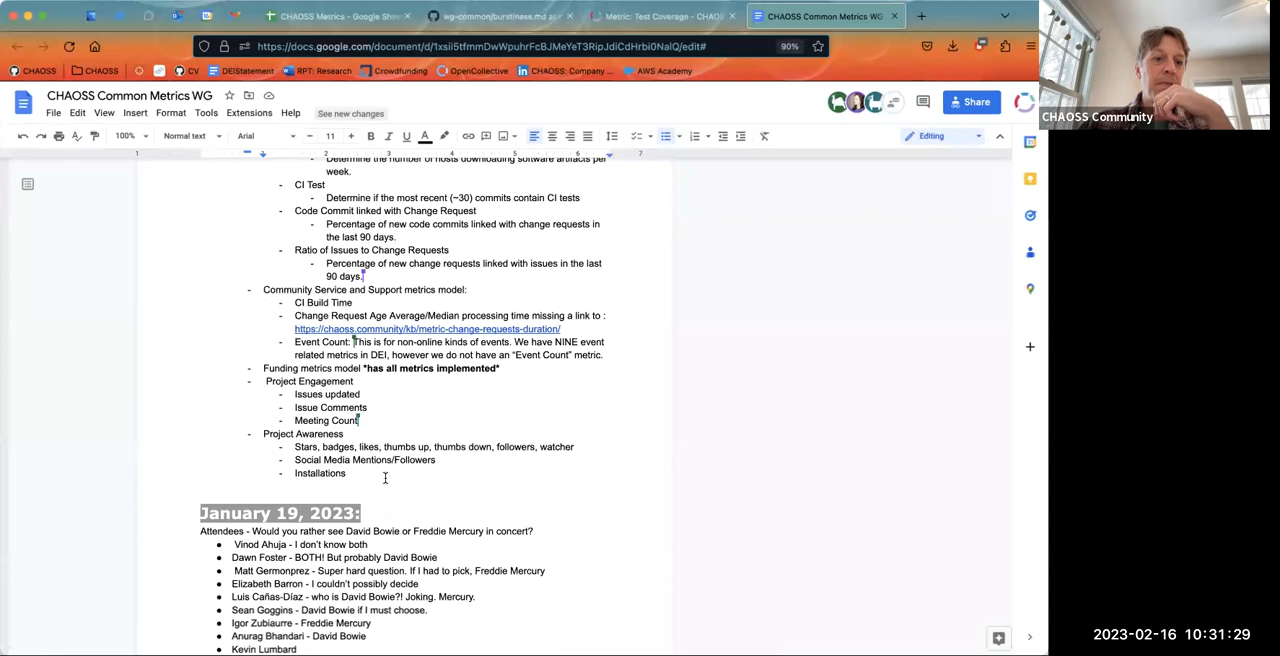 CHAOSS Metrics - Google She
wg-common/burstiness.md a
Metric: Test Coverage - CHAO
CHAOSS Common Metrics WG
https://docs.google.com/document/d/1xsii5tfmmDwWpuhrFcBJMeYeT3RipJdiCdHrbi0NalQ/edit#
90%
CHAOSS
CHAOSS
CV
DEIStatement
RPT: Research
Crowdfunding
OpenCollective
CHAOSS: Company ...
AWS Academy
CHAOSS Common Metrics WG
File Edit View Insert Format Tools Extensions Help
See new changes
Share
100%
Normal text
Arial
11
Editing
1 2 3 4 5 6 7
- Determine the number of hosts downloading software artifacts per
week.
- CI Test
- Determine if the most recent (~30) commits contain CI tests
- Code Commit linked with Change Request
- Percentage of new code commits linked with change requests in
the last 90 days.
- Ratio of Issues to Change Requests
- Percentage of new change requests linked with issues in the last
90 days.
- Community Service and Support metrics model:
- CI Build Time
- Change Request Age Average/Median processing time missing a link to :
https://chaoss.community/kb/metric-change-requests-duration/
- Event Count: This is for non-online kinds of events. We have NINE event
related metrics in DEI, however we do not have an “Event Count” metric.
- Funding metrics model *has all metrics implemented*
- Project Engagement
- Issues updated
- Issue Comments
- Meeting Count
- Project Awareness
- Stars, badges, likes, thumbs up, thumbs down, followers, watcher
- Social Media Mentions/Followers
- Installations
January 19, 2023:
Attendees - Would you rather see David Bowie or Freddie Mercury in concert?
● Vinod Ahuja - I don’t know both
● Dawn Foster - BOTH! But probably David Bowie
● Matt Germonprez - Super hard question. If I had to pick, Freddie Mercury
● Elizabeth Barron - I couldn’t possibly decide
● Luis Cañas-Díaz - who is David Bowie?! Joking. Mercury.
● Sean Goggins - David Bowie if I must choose.
● Igor Zubiaurre - Freddie Mercury
● Anurag Bhandari - David Bowie
● Kevin Lumbard
CHAOSS Community
2023-02-16 10:31:29